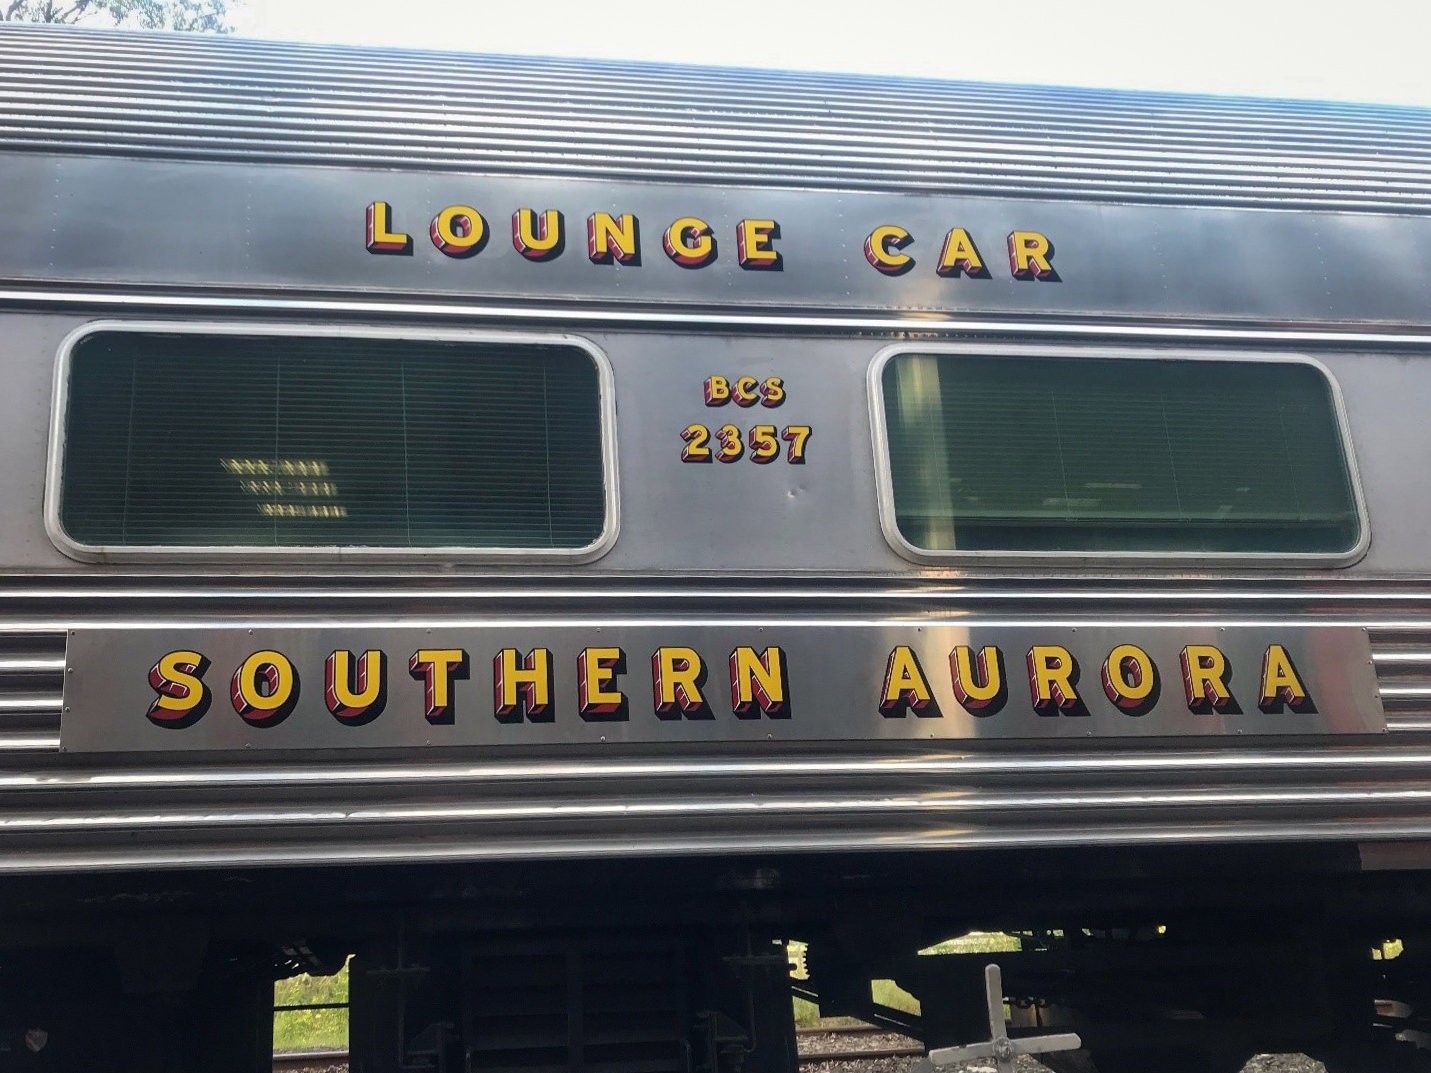 LOUNGE CAR
BCS
2357
SOUTHERN AURORA